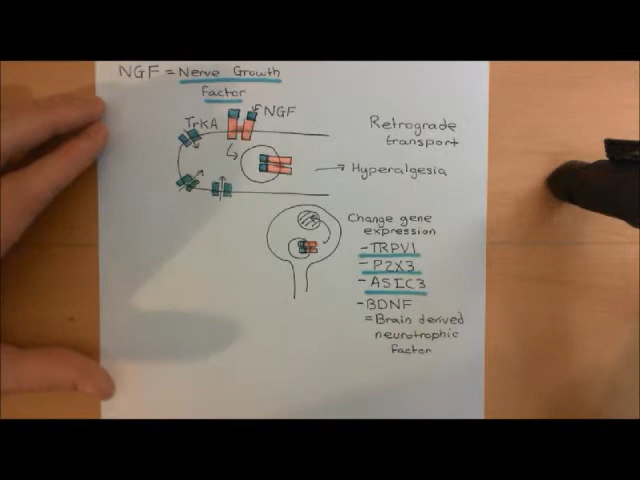 NGF = Nerve Growth
Factor
TrkA
NGF
Retrograde
transport
→ Hyperalgesia
Change gene
expression
- TRPV1
- P2X3
- ASIC3
- BDNF
= Brain derived
neurotrophic
factor